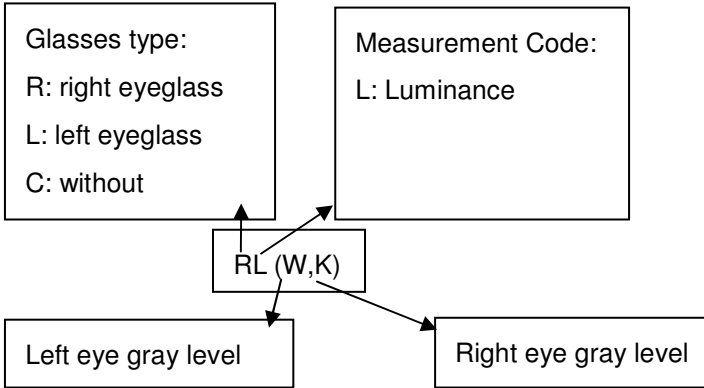 Glasses type:
R: right eyeglass
L: left eyeglass
C: without
Measurement Code:
L: Luminance
RL (W,K)
Left eye gray level
Right eye gray level